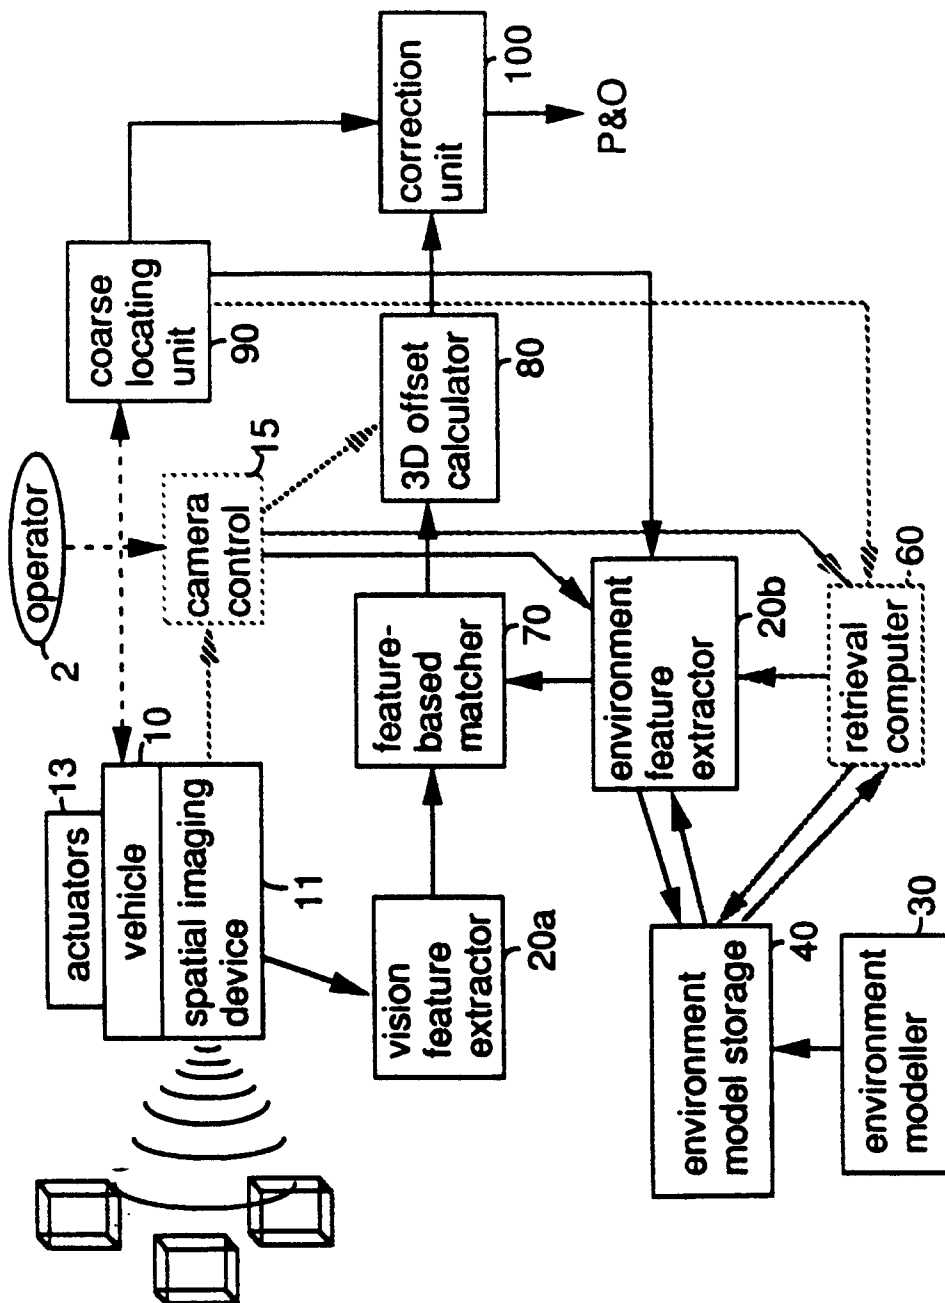 operator
2
actuators
13
vehicle
10
spatial imaging
device
11
camera
control
15
coarse
locating
unit
90
correction
unit
100
P&O
vision
feature
extractor
20a
feature-
based
matcher
70
3D offset
calculator
80
environment
feature
extractor
20b
environment
model storage
40
environment
modeller
30
retrieval
computer
60